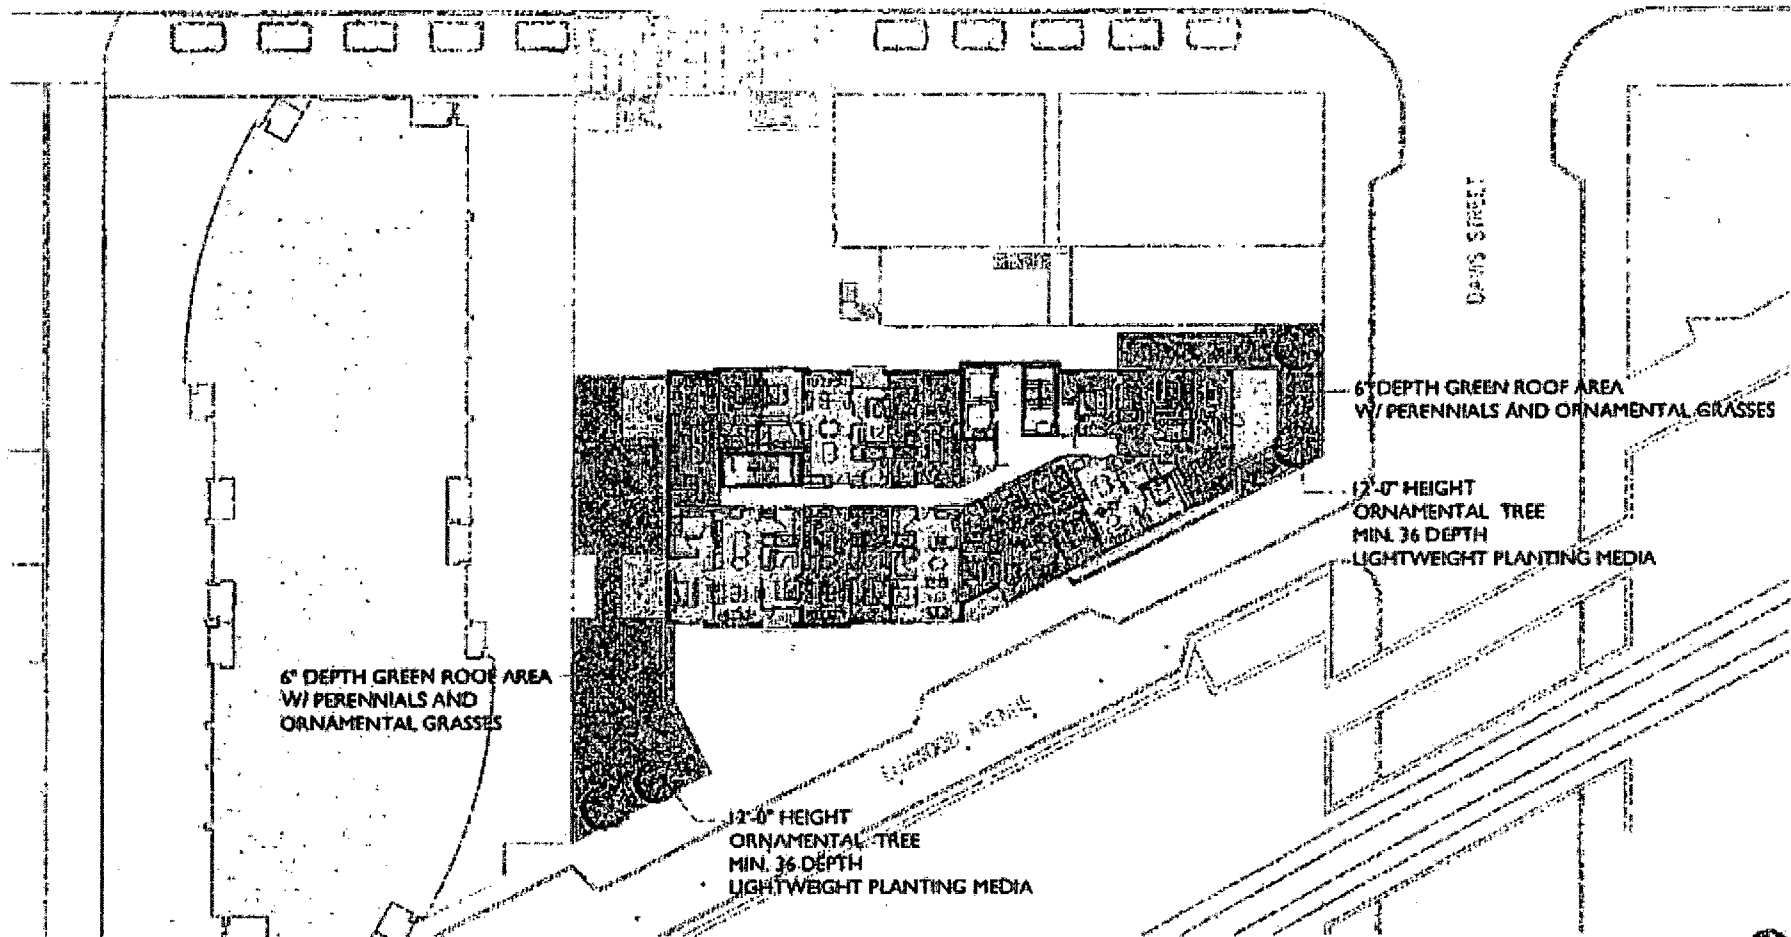 DAVIS STREET
6" DEPTH GREEN ROOF AREA
W/ PERENNIALS AND ORNAMENTAL GRASSES
12'-0" HEIGHT
ORNAMENTAL TREE
MIN. 36 DEPTH
LIGHTWEIGHT PLANTING MEDIA
6" DEPTH GREEN ROOF AREA
W/ PERENNIALS AND
ORNAMENTAL GRASSES
AVENUE
12'-0" HEIGHT
ORNAMENTAL TREE
MIN. 36 DEPTH
LIGHTWEIGHT PLANTING MEDIA